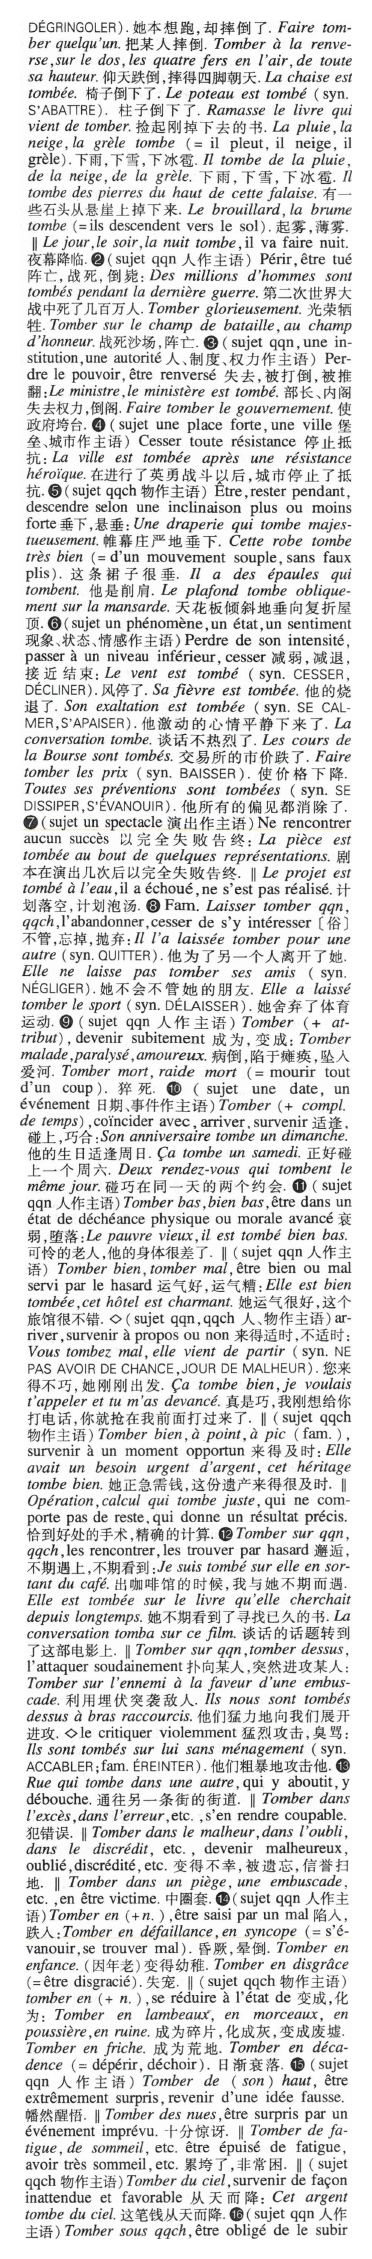 DÉGRINGOLER). 她本想跑,却摔倒了. Faire tom-
ber quelqu'un. 把某人摔倒. Tomber à la renver-
se, sur le dos, les quatre fers en l'air, de toute
sa hauteur. 仰天跌倒,摔得四脚朝天. La chaise est
tombée. 椅子倒下了. Le poteau est tombé (syn.
S'ABATTRE). 柱子倒下了. Ramasse le livre qui
vient de tomber. 捡起刚掉下去的书. La pluie, la
neige, la grèle tombe (= il pleut, il neige, il
grèle). 下雨,下雪,下冰雹. Il tombe de la pluie,
de la neige, de la grèle. 下雨,下雪,下冰雹. Il
tombe des pierres du haut de cette falaise. 有一
些石头从悬崖上掉下来. Le brouillard, la brume
tombe (= ils descendent vers le sol). 起雾,薄雾.
‖ Le jour, le soir, la nuit tombe, il va faire nuit.
夜幕降临. ❷ (sujet qqn 人作主语) Périr, être tué
阵亡,战死,倒毙: Des millions d'hommes sont
tombés pendant la dernière guerre. 第二次世界大
战中死了几百万人. Tomber glorieusement. 光荣牺
牲. Tomber sur le champ de bataille, au champ
d'honneur. 战死沙场,阵亡. ❸ (sujet qqn, une in-
stitution, une autorité 人、制度、权力作主语) Per-
dre le pouvoir, être renversé 失去,被打倒,被推
翻: Le ministre, le ministère est tombé. 部长、内阁
失去权力,倒阁. Faire tomber le gouvernement. 使
政府垮台. ❹ (sujet une place forte, une ville 堡
垒、城市作主语) Cesser toute résistance 停止抵
抗: La ville est tombée après une résistance
héroïque. 在进行了英勇战斗以后,城市停止了抵
抗. ❺ (sujet qqch 物作主语) Être, rester pendant,
descendre selon une inclinaison plus ou moins
forte 垂下,悬垂: Une draperie qui tombe majes-
tueusement. 帷幕庄严地垂下. Cette robe tombe
très bien (= d'un mouvement souple, sans faux
plis). 这条裙子很垂. Il a des épaules qui
tombent. 他是削肩. Le plafond tombe oblique-
ment sur la mansarde. 天花板倾斜地垂向复折屋
顶. ❻ (sujet un phénomène, un état, un sentiment
现象、状态、情感作主语) Perdre de son intensité,
passer à un niveau inférieur, cesser 减弱,减退,
接近结束: Le vent est tombé (syn. CESSER,
DÉCLINER). 风停了. Sa fièvre est tombée. 他的烧
退了. Son exaltation est tombée (syn. SE CAL-
MER, S'APAISER). 他激动的心情平静下来了. La
conversation tombe. 谈话不热烈了. Les cours de
la Bourse sont tombés. 交易所的市价跌了. Faire
tomber les prix (syn. BAISSER). 使价格下降.
Toutes ses préventions sont tombées (syn. SE
DISSIPER, S'ÉVANOUIR). 他所有的偏见都消除了.
❼ (sujet un spectacle 演出作主语) Ne rencontrer
aucun succès 以完全失败告终: La pièce est
tombée au bout de quelques représentations. 剧
本在演出几次后以完全失败告终. ‖ Le projet est
tombé à l'eau, il a échoué, ne s'est pas réalisé. 计
划落空,计划泡汤. ❽ Fam. Laisser tomber qqn,
qqch, l'abandonner, cesser de s'y intéresser〔俗〕
不管,忘掉,抛弃: Il l'a laissée tomber pour une
autre (syn. QUITTER). 他为了另一个人离开了她.
Elle ne laisse pas tomber ses amis (syn.
NÉGLIGER). 她不会不管她的朋友. Elle a laissé
tomber le sport (syn. DÉLAISSER). 她舍弃了体育
运动. ❾ (sujet qqn 人作主语) Tomber (+ at-
tribut), devenir subitement 成为,变成: Tomber
malade, paralysé, amoureux. 病倒,陷于瘫痪,坠入
爱河. Tomber mort, raide mort (= mourir tout
d'un coup). 猝死. ❿ (sujet une date, un
événement 日期、事件作主语) Tomber (+ compl.
de temps), coïncider avec, arriver, survenir 适逢,
碰上,巧合: Son anniversaire tombe un dimanche.
他的生日适逢周日. Ça tombe un samedi. 正好碰
上一个周六. Deux rendez-vous qui tombent le
même jour. 碰巧在同一天的两个约会. ⓫ (sujet
qqn 人作主语) Tomber bas, bien bas, être dans un
état de déchéance physique ou morale avancé 衰
弱,堕落: Le pauvre vieux, il est tombé bien bas.
可怜的老人,他的身体很差了. ‖ (sujet qqn 人作主
语) Tomber bien, tomber mal, être bien ou mal
servi par le hasard 运气好,运气糟: Elle est bien
tombée, cet hôtel est charmant. 她运气很好,这个
旅馆很不错. ◇ (sujet qqn, qqch 人、物作主语) ar-
river, survenir à propos ou non 来得适时,不适时:
Vous tombez mal, elle vient de partir (syn. NE
PAS AVOIR DE CHANCE, JOUR DE MALHEUR). 您来
得不巧,她刚刚出发. Ça tombe bien, je voulais
t'appeler et tu m'as devancé. 真是巧,我刚想给你
打电话,你就抢在我前面打过来了. ‖ (sujet qqch
物作主语) Tomber bien, à point, à pic (fam.),
survenir à un moment opportun 来得及时: Elle
avait un besoin urgent d'argent, cet héritage
tombe bien. 她正急需钱,这份遗产来得很及时. ‖
Opération, calcul qui tombe juste, qui ne com-
porte pas de reste, qui donne un résultat précis.
恰到好处的手术,精确的计算. ⓬ Tomber sur qqn,
qqch, les rencontrer, les trouver par hasard 邂逅,
不期遇上,不期看到: Je suis tombé sur elle en sor-
tant du café. 出咖啡馆的时候,我与她不期而遇.
Elle est tombée sur le livre qu'elle cherchait
depuis longtemps. 她不期看到了寻找已久的书. La
conversation tomba sur ce film. 谈话的话题转到
了这部电影上. ‖ Tomber sur qqn, tomber dessus,
l'attaquer soudainement 扑向某人,突然进攻某人:
Tomber sur l'ennemi à la faveur d'une embus-
cade. 利用埋伏突袭敌人. Ils nous sont tombés
dessus à bras raccourcis. 他们猛力地向我们展开
进攻. ◇ le critiquer violemment 猛烈攻击,臭骂:
Ils sont tombés sur lui sans ménagement (syn.
ACCABLER; fam. ÉREINTER). 他们粗暴地攻击他. ⓭
Rue qui tombe dans une autre, qui y aboutit, y
débouche. 通往另一条街的街道. ‖ Tomber dans
l'excès, dans l'erreur, etc., s'en rendre coupable.
犯错误. ‖ Tomber dans le malheur, dans l'oubli,
dans le discrédit, etc., devenir malheureux,
oublié, discrédité, etc. 变得不幸,被遗忘,信誉扫
地. ‖ Tomber dans un piège, une embuscade,
etc., en être victime. 中圈套. ⓮ (sujet qqn 人作主
语) Tomber en (+ n.), être saisi par un mal 陷入,
跌入: Tomber en défaillance, en syncope (= s'é-
vanouir, se trouver mal). 昏厥,晕倒. Tomber en
enfance. (因年老)变得幼稚. Tomber en disgrâce
(= être disgracié). 失宠. ‖ (sujet qqch 物作主语)
tomber en (+ n.), se réduire à l'état de 变成,化
为: Tomber en lambeaux, en morceaux, en
poussière, en ruine. 成为碎片,化成灰,变成废墟.
Tomber en friche. 成为荒地. Tomber en déca-
dence (= dépérir, déchoir). 日渐衰落. ⓯ (sujet
qqn 人作主语) Tomber de (son) haut, être
extrêmement surpris, revenir d'une idée fausse.
幡然醒悟. ‖ Tomber des nues, être surpris par un
événement imprévu. 十分惊讶. ‖ Tomber de fa-
tigue, de sommeil, etc. être épuisé de fatigue,
avoir très sommeil, etc. 累垮了,非常困. ‖ (sujet
qqch 物作主语) Tomber du ciel, survenir de façon
inattendue et favorable 从天而降: Cet argent
tombe du ciel. 这笔钱从天而降. ⓰ (sujet qqn 人作
主语) Tomber sous qqch, être obligé de le subir